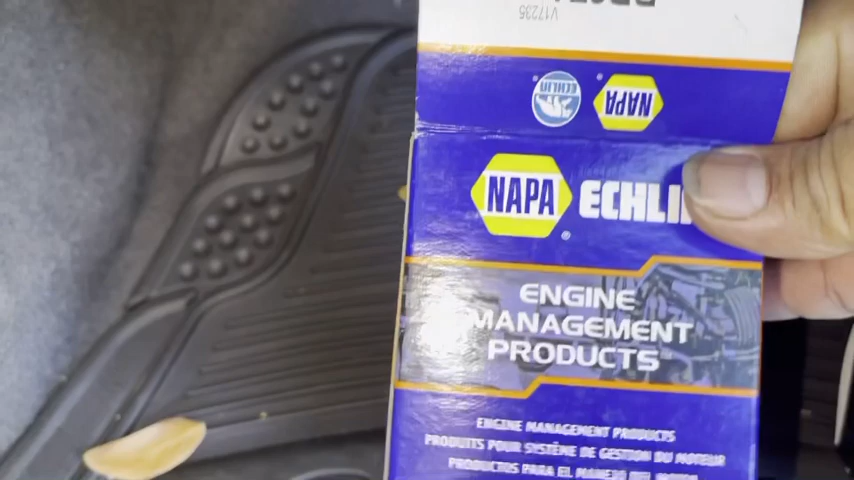 V17235
ECHLIN
NAPA
NAPA ECHLIN
ENGINE
MANAGEMENT
PRODUCTS
ENGINE MANAGEMENT PRODUCTS
PRODUITS POUR SYSTÈME DE GESTION DU MOTEUR
PRODUCTOS PARA EL MANEJO DEL MOTOR